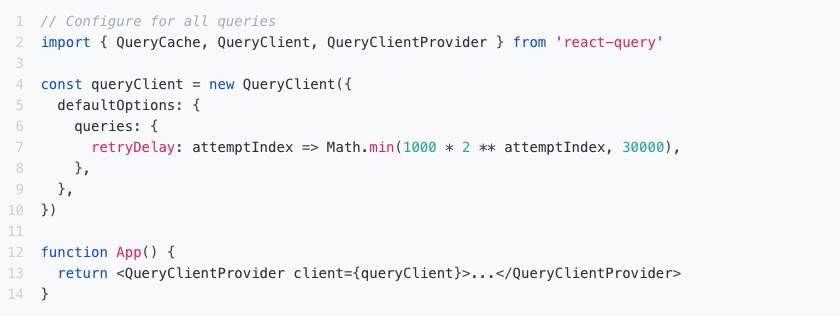 1 // Configure for all queries
2 import { QueryCache, QueryClient, QueryClientProvider } from 'react-query'
3
4 const queryClient = new QueryClient({
5   defaultOptions: {
6     queries: {
7       retryDelay: attemptIndex => Math.min(1000 * 2 ** attemptIndex, 30000),
8     },
9   },
10 })
11
12 function App() {
13   return <QueryClientProvider client={queryClient}>...</QueryClientProvider>
14 }